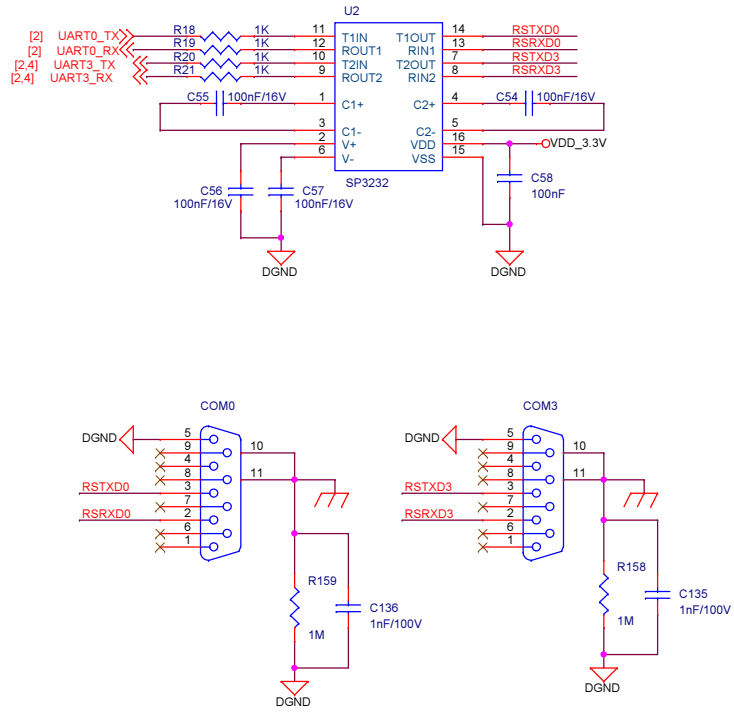 U2
[2] UART0_TX R18 1K 11 T1IN T1OUT 14 RSTXD0
[2] UART0_RX R19 1K 12 ROUT1 RIN1 13 RSRXD0
[2,4] UART3_TX R20 1K 10 T2IN T2OUT 7 RSTXD3
[2,4] UART3_RX R21 1K 9 ROUT2 RIN2 8 RSRXD3
C55 100nF/16V 1 C1+ C2+ 4 C54 100nF/16V
3 C1- C2- 5
2 V+ VDD 16 VDD_3.3V
6 V- VSS 15
SP3232
C56 100nF/16V
C57 100nF/16V
C58
100nF
DGND
DGND
COM0
DGND 5
9
4
8
RSTXD0 3
7
RSRXD0 2
6
1
10
11
R159
1M
C136
1nF/100V
DGND
COM3
DGND 5
9
4
8
RSTXD3 3
7
RSRXD3 2
6
1
10
11
R158
1M
C135
1nF/100V
DGND